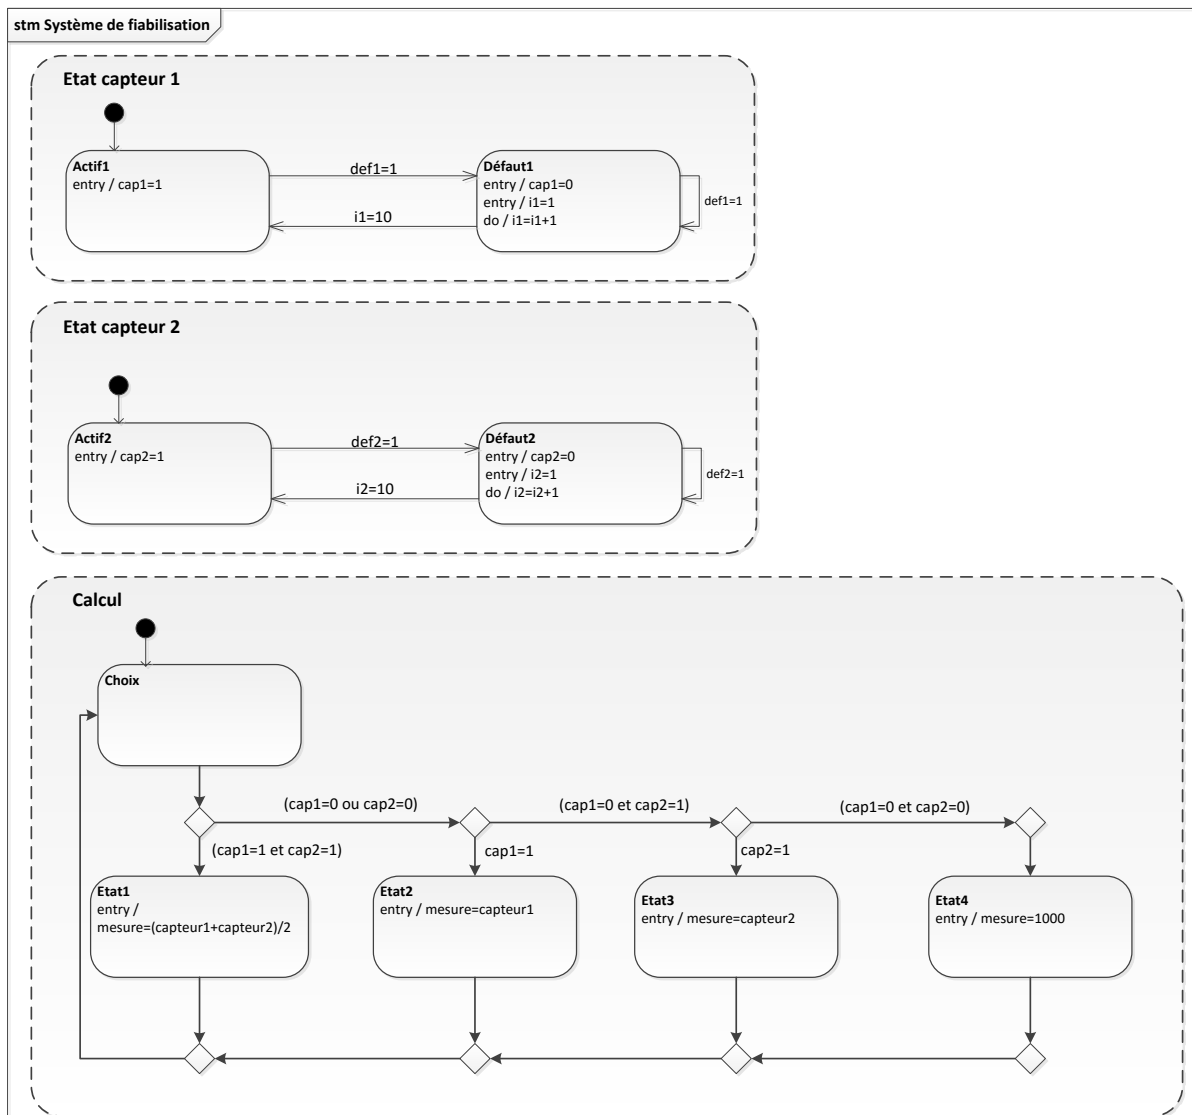 stm Système de fiabilisation
Etat capteur 1
Actif1
entry / cap1=1
def1=1
i1=10
Défaut1
entry / cap1=0
entry / i1=1
do / i1=i1+1
def1=1
Etat capteur 2
Actif2
entry / cap2=1
def2=1
i2=10
Défaut2
entry / cap2=0
entry / i2=1
do / i2=i2+1
def2=1
Calcul
Choix
(cap1=0 ou cap2=0)
(cap1=0 et cap2=1)
(cap1=0 et cap2=0)
(cap1=1 et cap2=1)
cap1=1
cap2=1
Etat1
entry /
mesure=(capteur1+capteur2)/2
Etat2
entry / mesure=capteur1
Etat3
entry / mesure=capteur2
Etat4
entry / mesure=1000